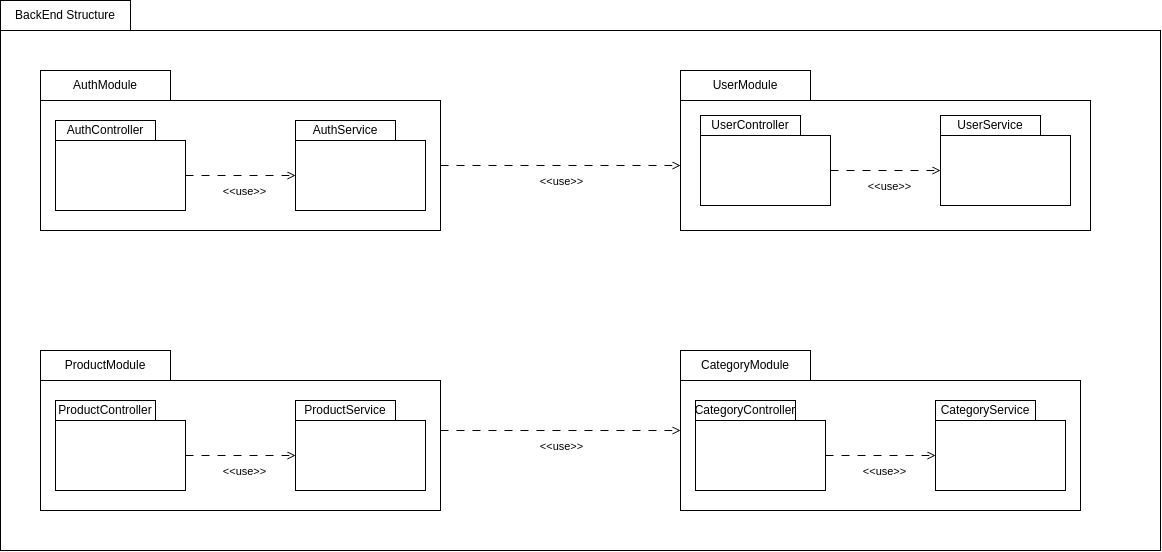 BackEnd Structure
AuthModule
UserModule
AuthController
AuthService
UserController
UserService
<<use>>
<<use>>
<<use>>
ProductModule
CategoryModule
ProductController
ProductService
CategoryController
CategoryService
<<use>>
<<use>>
<<use>>